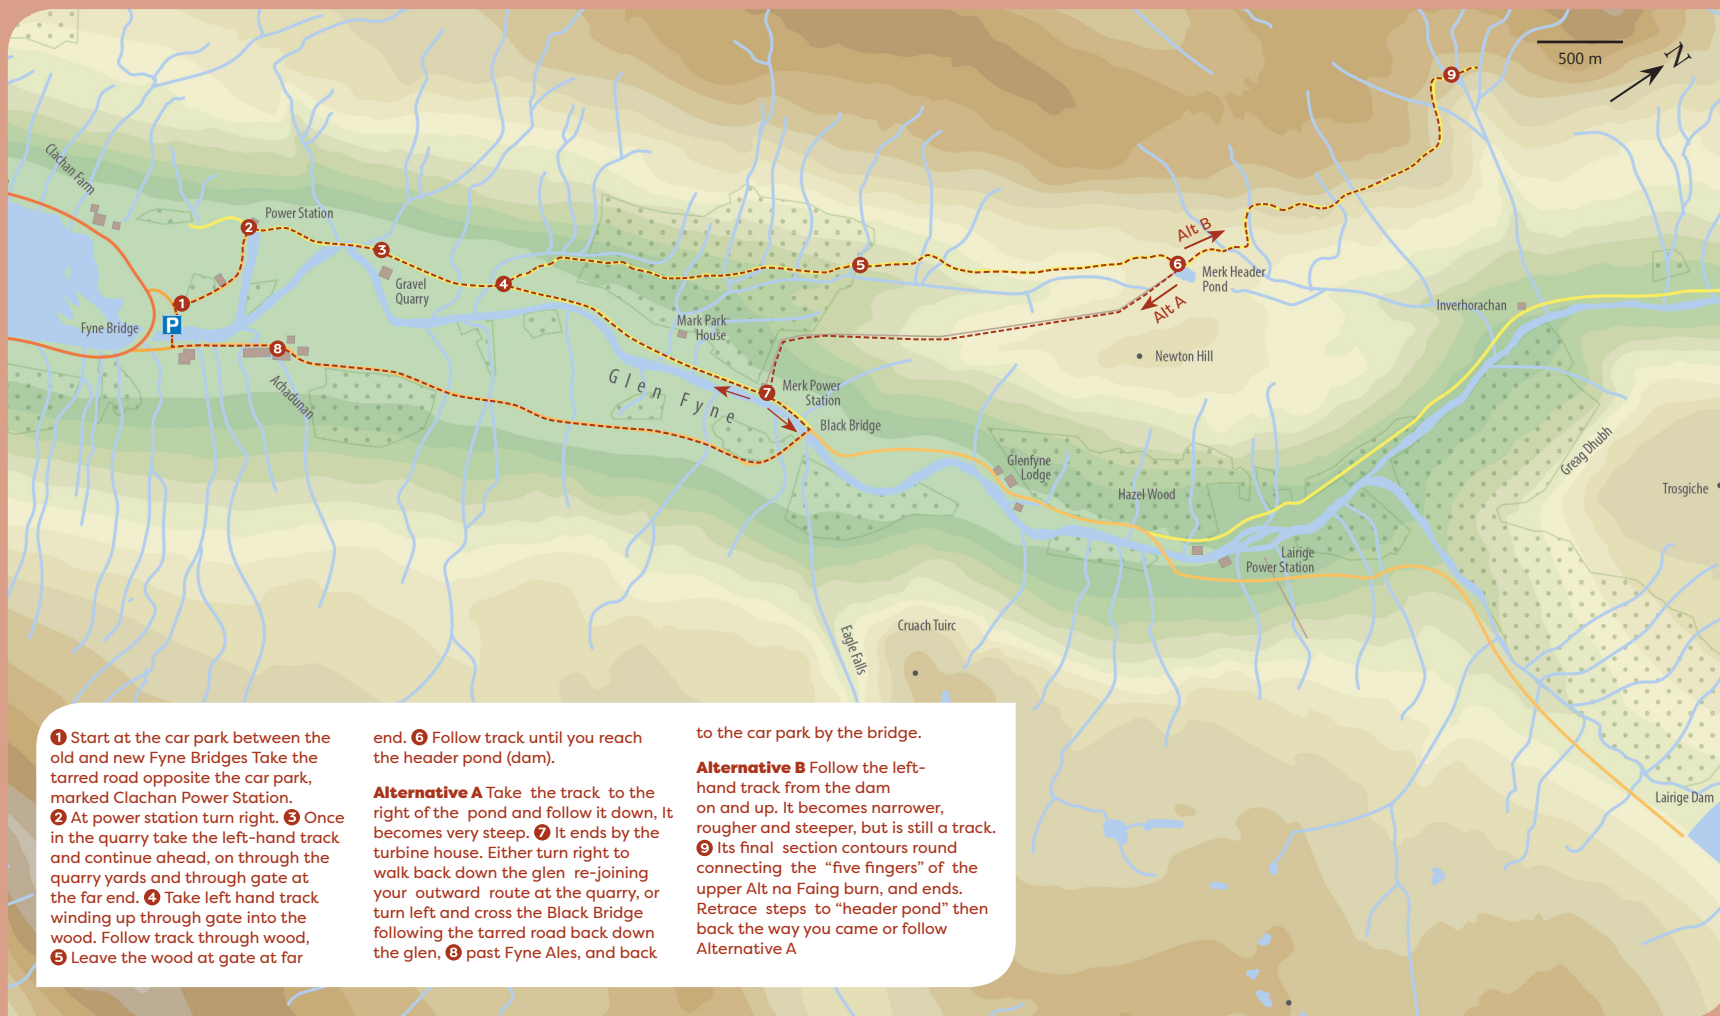 500 m
N
Clachan Farm
Power Station
2
9
3
Alt B
5
6
Gravel
Quarry
4
Merk Header
Pond
1
P
Alt A
Inverhorachan
Fyne Bridge
Mark Park
House
8
Newton Hill
Achadunan
Glen Fyne
7
Merk Power
Station
Black Bridge
Greag Dhubh
Glenfyne
Lodge
Trosgiche
Hazel Wood
Lairige
Power Station
Eagle Falls
Cruach Tuirc
Lairige Dam
1 Start at the car park between the
old and new Fyne Bridges Take the
tarred road opposite the car park,
marked Clachan Power Station.
2 At power station turn right. 3 Once
in the quarry take the left-hand track
and continue ahead, on through the
quarry yards and through gate at
the far end. 4 Take left hand track
winding up through gate into the
wood. Follow track through wood,
5 Leave the wood at gate at far
end. 6 Follow track until you reach
the header pond (dam).
Alternative A Take the track to the
right of the pond and follow it down, It
becomes very steep. 7 It ends by the
turbine house. Either turn right to
walk back down the glen re-joining
your outward route at the quarry, or
turn left and cross the Black Bridge
following the tarred road back down
the glen, 8 past Fyne Ales, and back
to the car park by the bridge.
Alternative B Follow the left-
hand track from the dam
on and up. It becomes narrower,
rougher and steeper, but is still a track.
9 Its final section contours round
connecting the “five fingers” of the
upper Alt na Faing burn, and ends.
Retrace steps to “header pond” then
back the way you came or follow
Alternative A